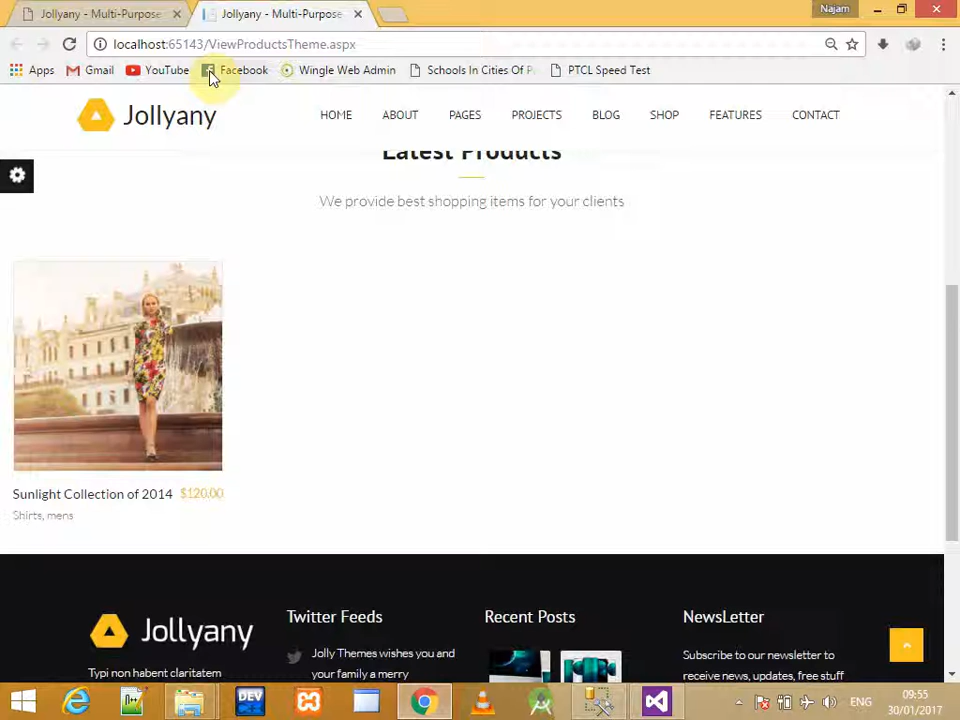 Jollyany - Multi-Purpose
Jollyany - Multi-Purpose
Najam
localhost:65143/ViewProductsTheme.aspx
Apps
Gmail
YouTube
Facebook
Wingle Web Admin
Schools In Cities Of P
PTCL Speed Test
Jollyany
HOME
ABOUT
PAGES
PROJECTS
BLOG
SHOP
FEATURES
CONTACT
Latest Products
We provide best shopping items for your clients
Sunlight Collection of 2014 $120.00
Shirts, mens
Jollyany
Typi non habent claritatem
Twitter Feeds
Jolly Themes wishes you and
your family a merry
Recent Posts
NewsLetter
Subscribe to our newsletter to
receive news, updates, free stuff
DEV
ENG
09:55
30/01/2017